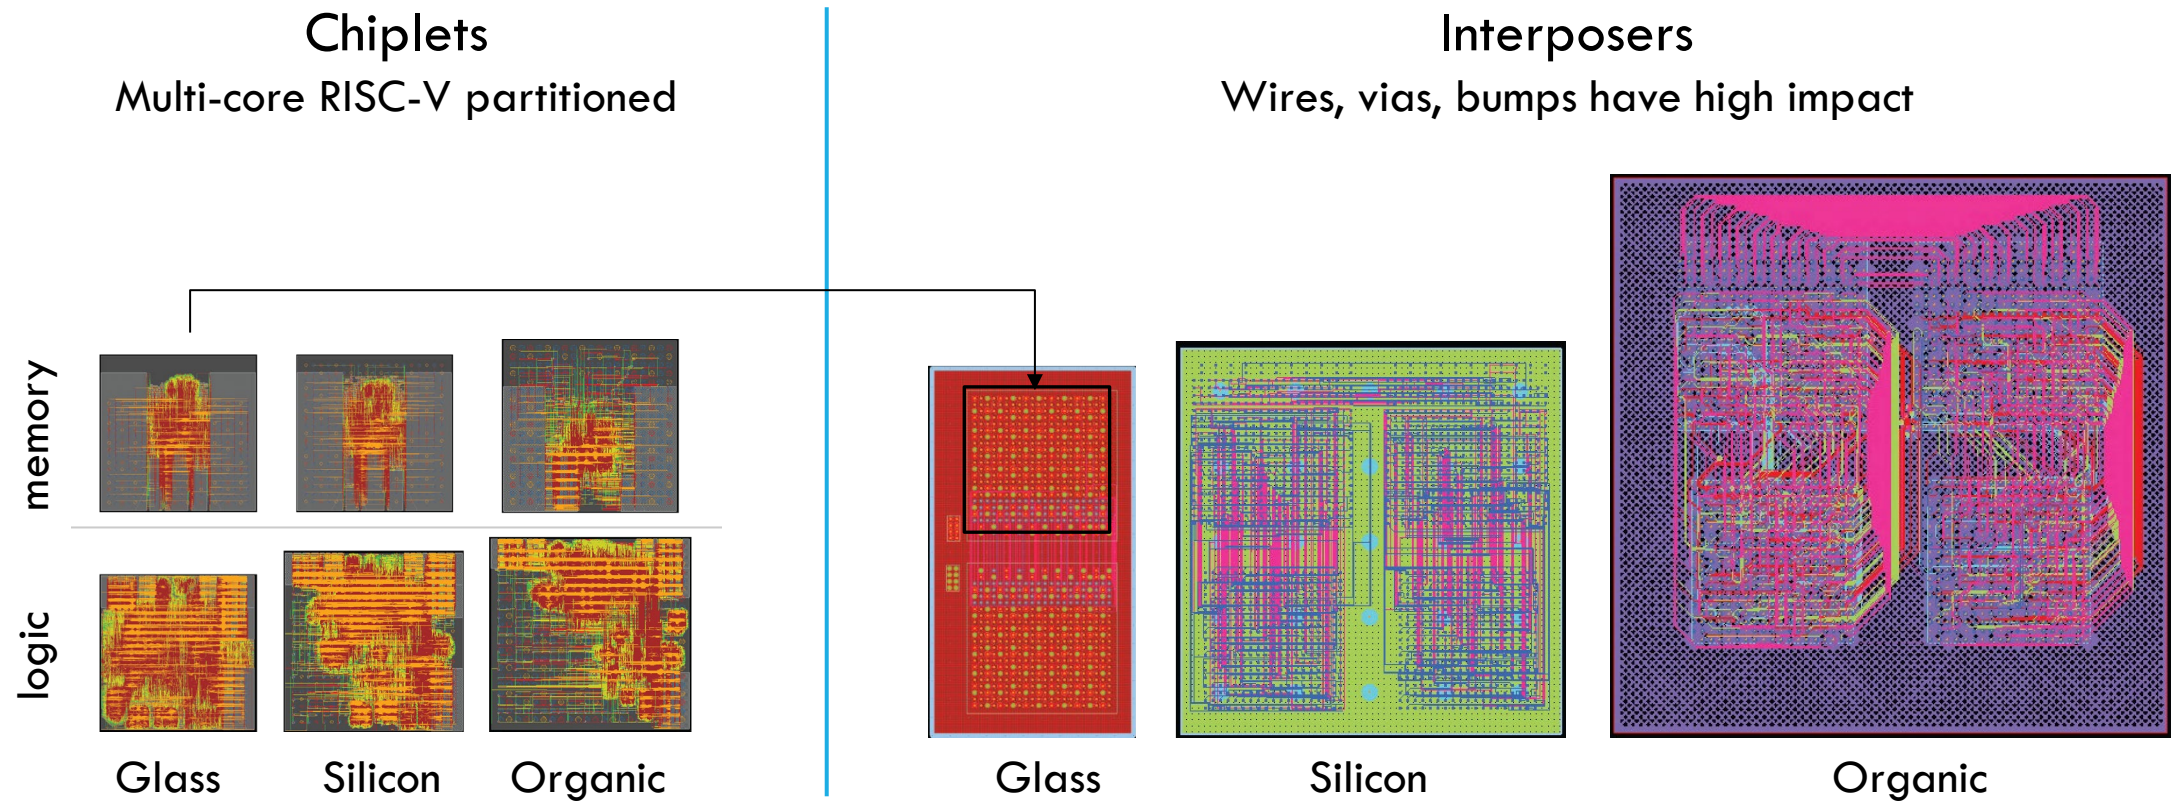 Chiplets
Multi-core RISC-V partitioned
Interposers
Wires, vias, bumps have high impact
memory
logic
Glass
Silicon
Organic
Glass
Silicon
Organic